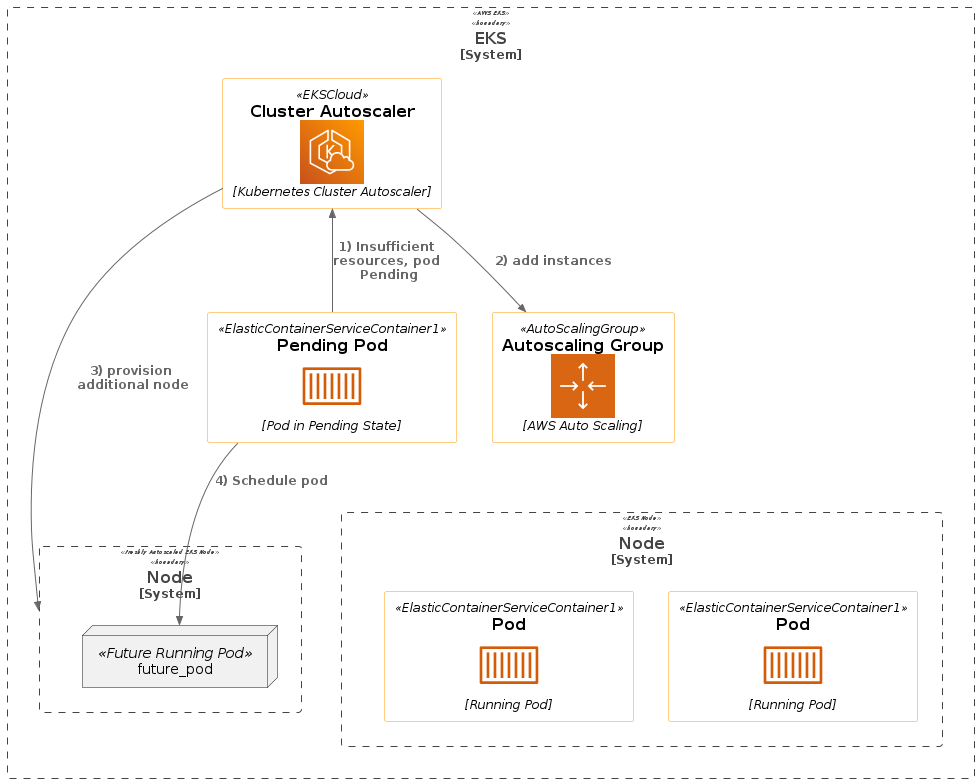 «AWS EKS»
«boundary»
EKS
[System]
«EKSCloud»
Cluster Autoscaler
[Kubernetes Cluster Autoscaler]
1) Insufficient
resources, pod
Pending
2) add instances
«ElasticContainerServiceContainer1»
Pending Pod
[Pod in Pending State]
«AutoScalingGroup»
Autoscaling Group
[AWS Auto Scaling]
3) provision
additional node
4) Schedule pod
«Freshly Autoscaled EKS Node»
«boundary»
Node
[System]
«Future Running Pod»
future_pod
«EKS Node»
«boundary»
Node
[System]
«ElasticContainerServiceContainer1»
Pod
[Running Pod]
«ElasticContainerServiceContainer1»
Pod
[Running Pod]